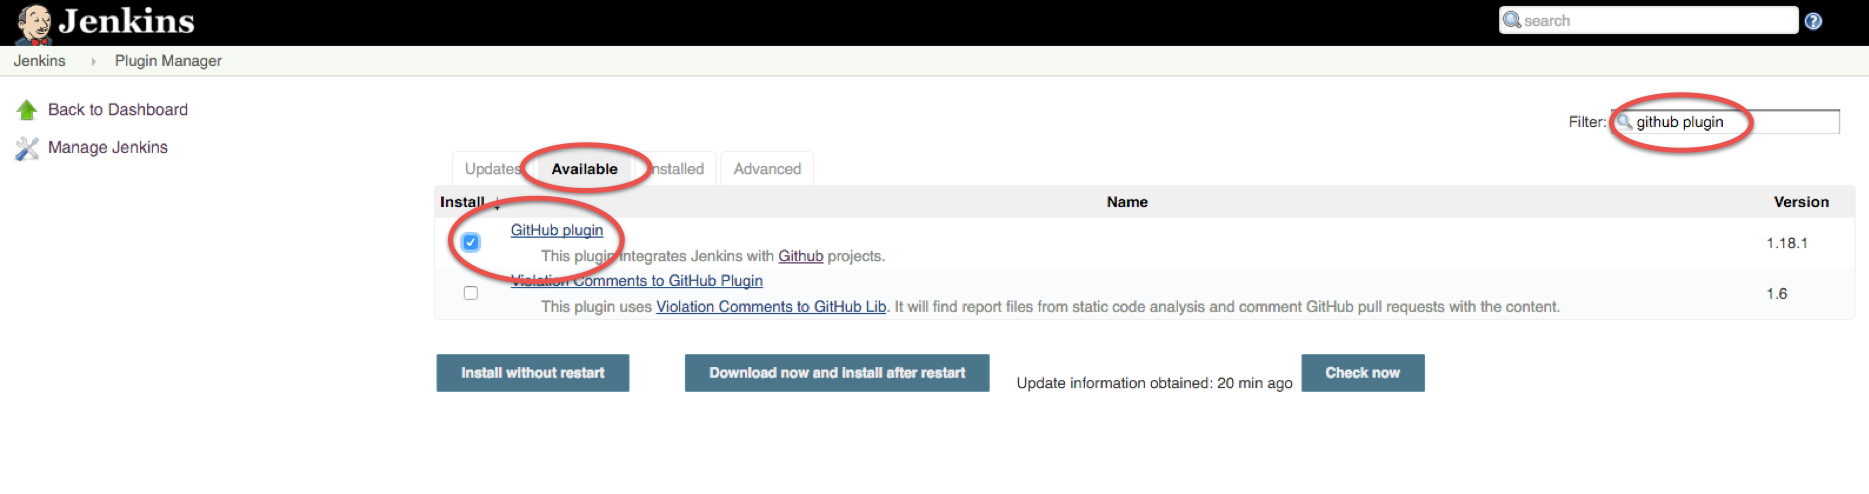 Jenkins
search
Jenkins Plugin Manager
Back to Dashboard
Manage Jenkins
Filter: github plugin
Updates Available Installed Advanced
Install ↓ Name Version
GitHub plugin
This plugin integrates Jenkins with Github projects.
1.18.1
Violation Comments to GitHub Plugin
This plugin uses Violation Comments to GitHub Lib. It will find report files from static code analysis and comment GitHub pull requests with the content.
1.6
Install without restart
Download now and install after restart
Update information obtained: 20 min ago
Check now